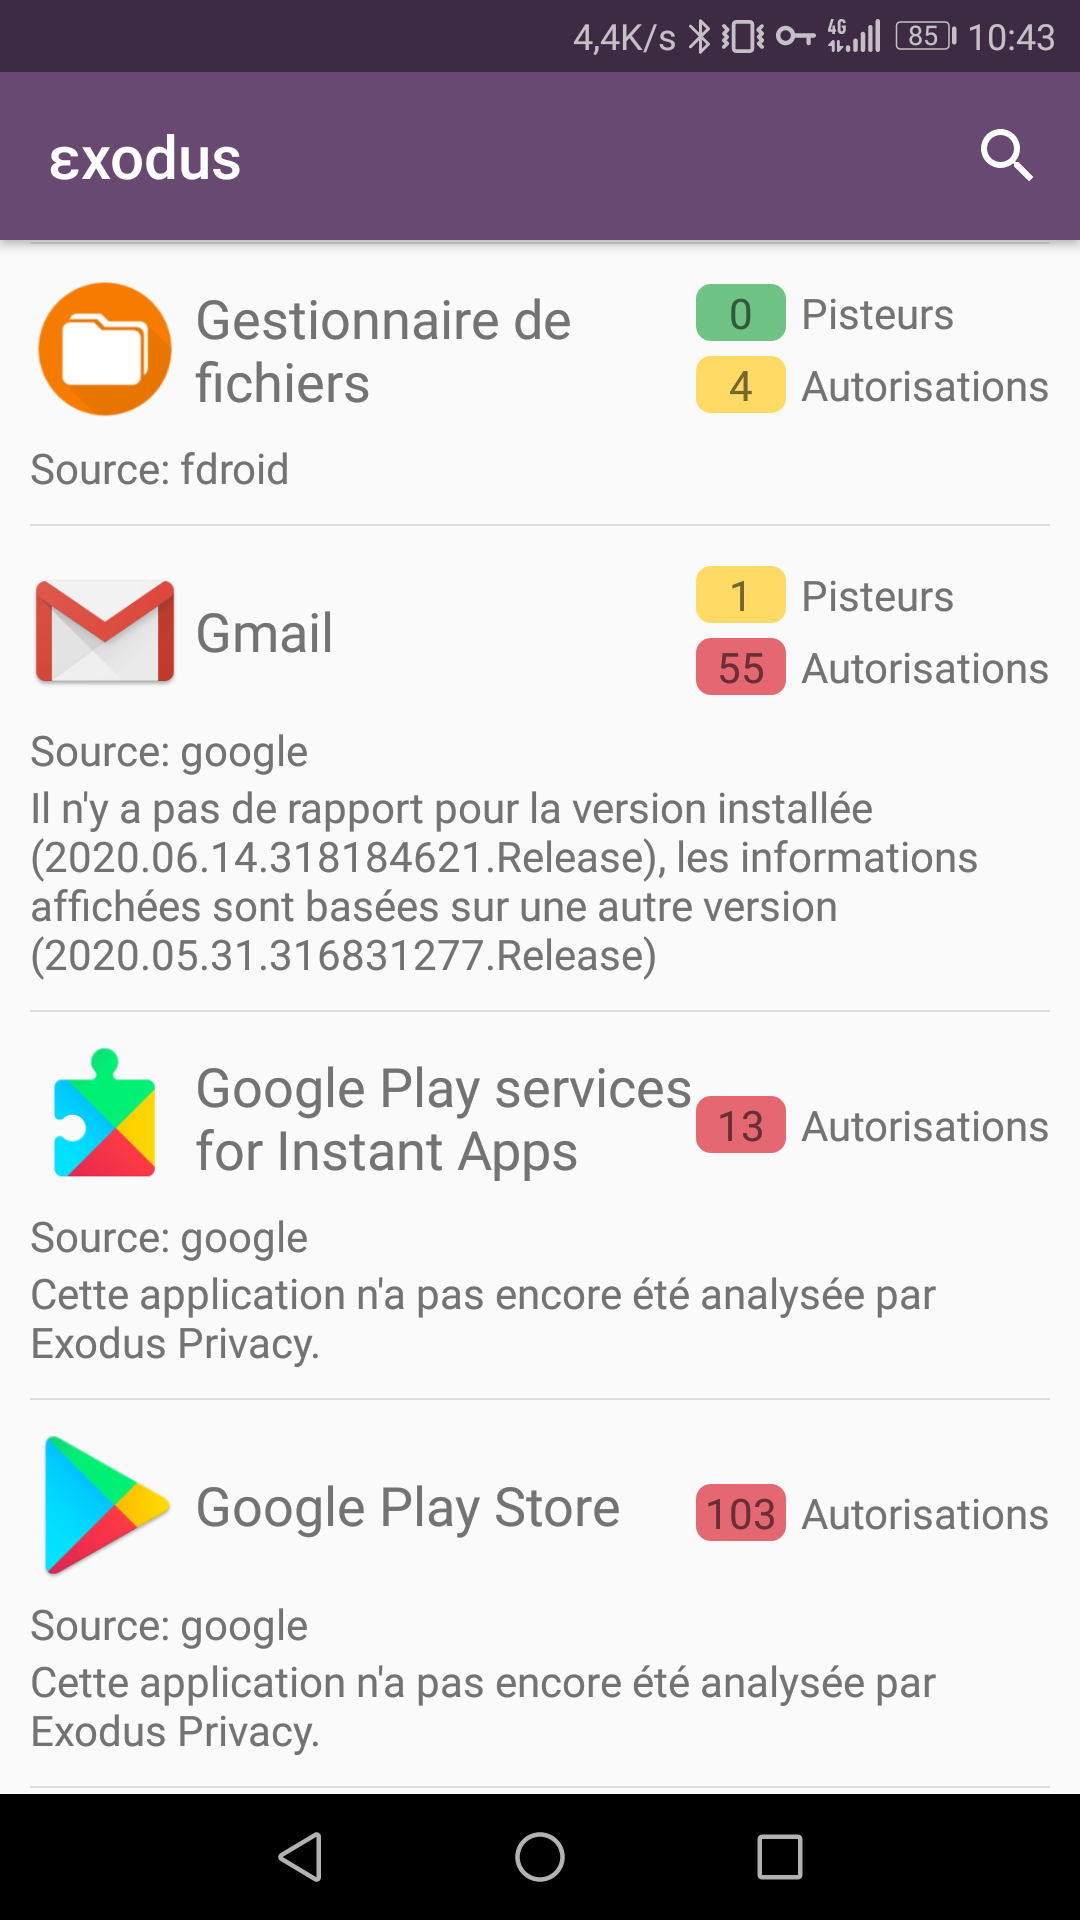 4,4K/s 4G 85 10:43
εxodus
Gestionnaire de
fichiers
0 Pisteurs
4 Autorisations
Source: fdroid
Gmail
1 Pisteurs
55 Autorisations
Source: google
Il n'y a pas de rapport pour la version installée
(2020.06.14.318184621.Release), les informations
affichées sont basées sur une autre version
(2020.05.31.316831277.Release)
Google Play services
for Instant Apps
13 Autorisations
Source: google
Cette application n'a pas encore été analysée par
Exodus Privacy.
Google Play Store
103 Autorisations
Source: google
Cette application n'a pas encore été analysée par
Exodus Privacy.